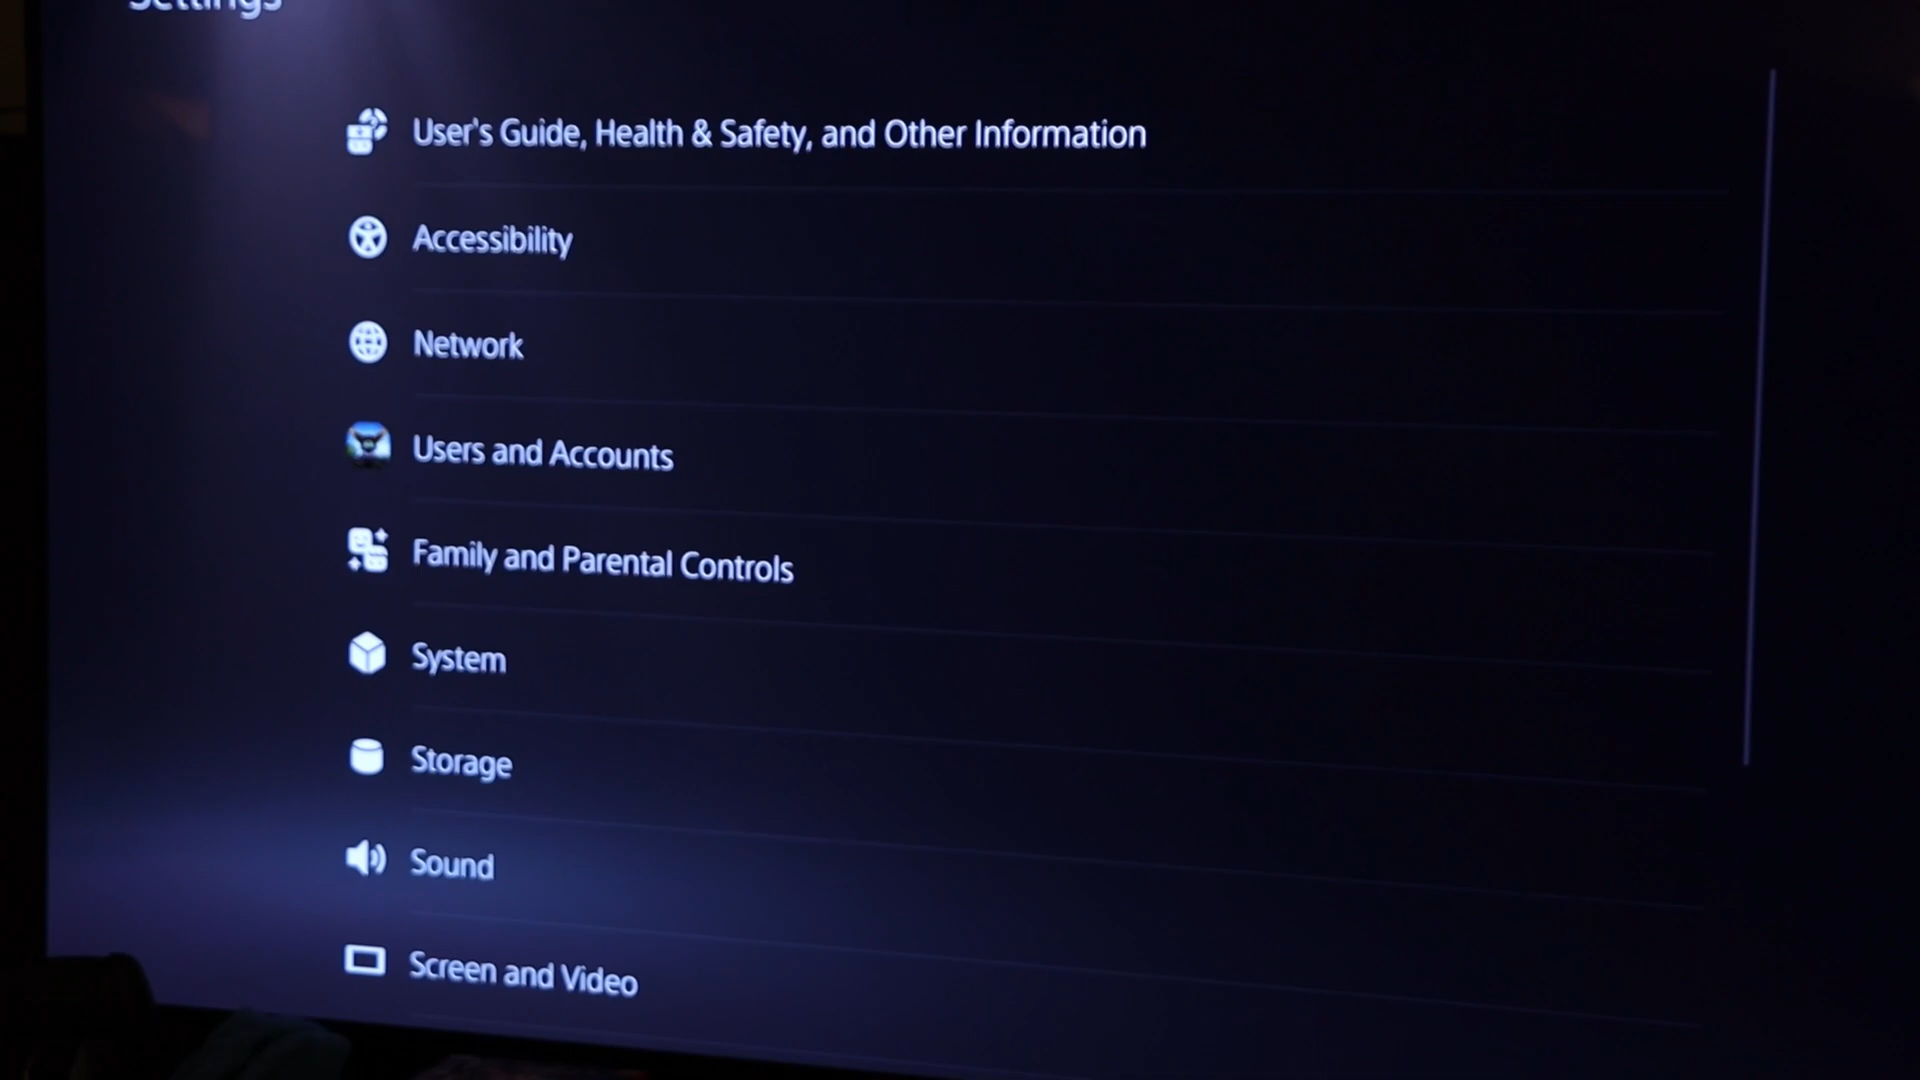 Settings
User's Guide, Health & Safety, and Other Information
Accessibility
Network
Users and Accounts
Family and Parental Controls
System
Storage
Sound
Screen and Video